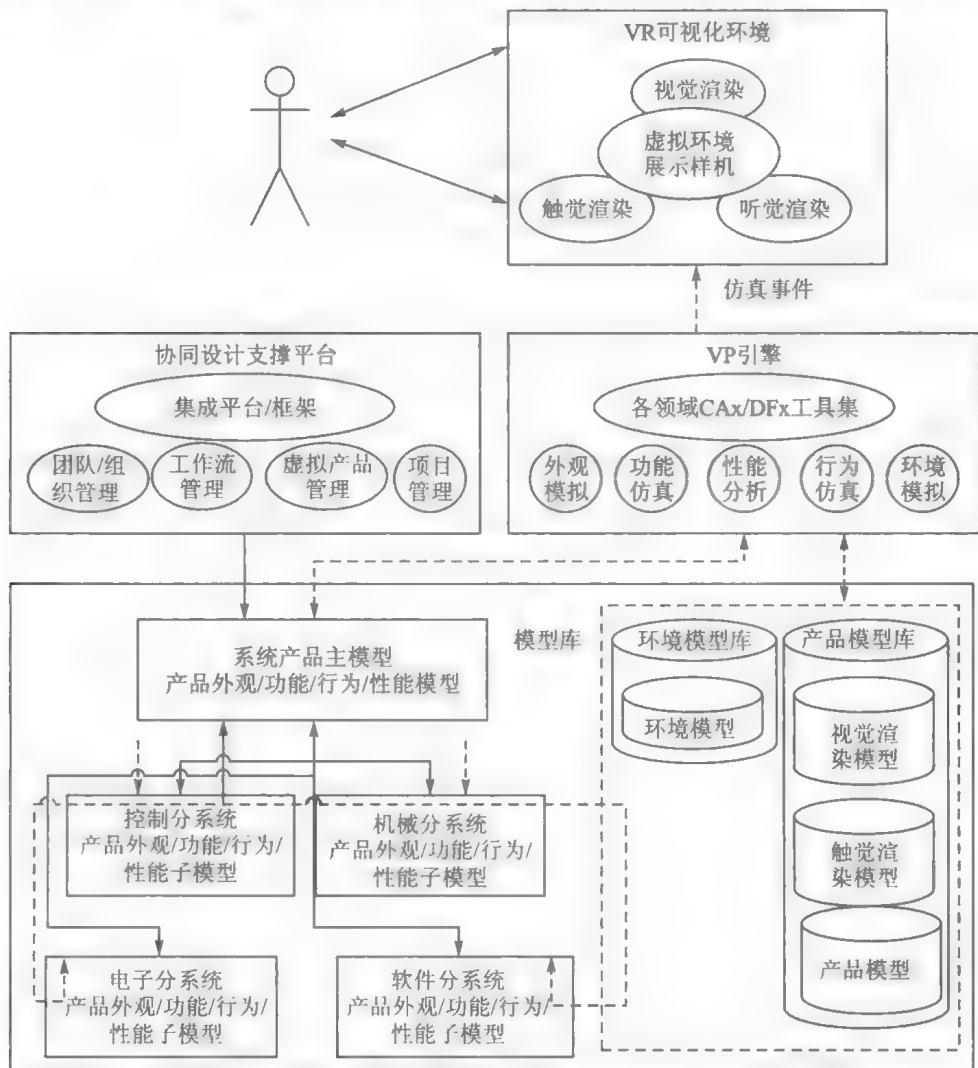 VR可视化环境
视觉渲染
虚拟环境
展示样机
触觉渲染
听觉渲染
仿真事件
协同设计支撑平台
集成平台/框架
团队/组
织管理
工作流
管理
虚拟产品
管理
项目
管理
VP引擎
各领域CAx/DFx工具集
外观
模拟
功能
仿真
性能
分析
行为
仿真
环境
模拟
系统产品主模型
产品外观/功能/行为/性能模型
模型库
环境模型库
环境模型
产品模型库
视觉渲
染模型
触觉渲
染模型
产品模型
控制分系统
产品外观/功能/行为/
性能子模型
机械分系统
产品外观/功能/行为/
性能子模型
电子分系统
产品外观/功能/行为/
性能子模型
软件分系统
产品外观/功能/行为/
性能子模型